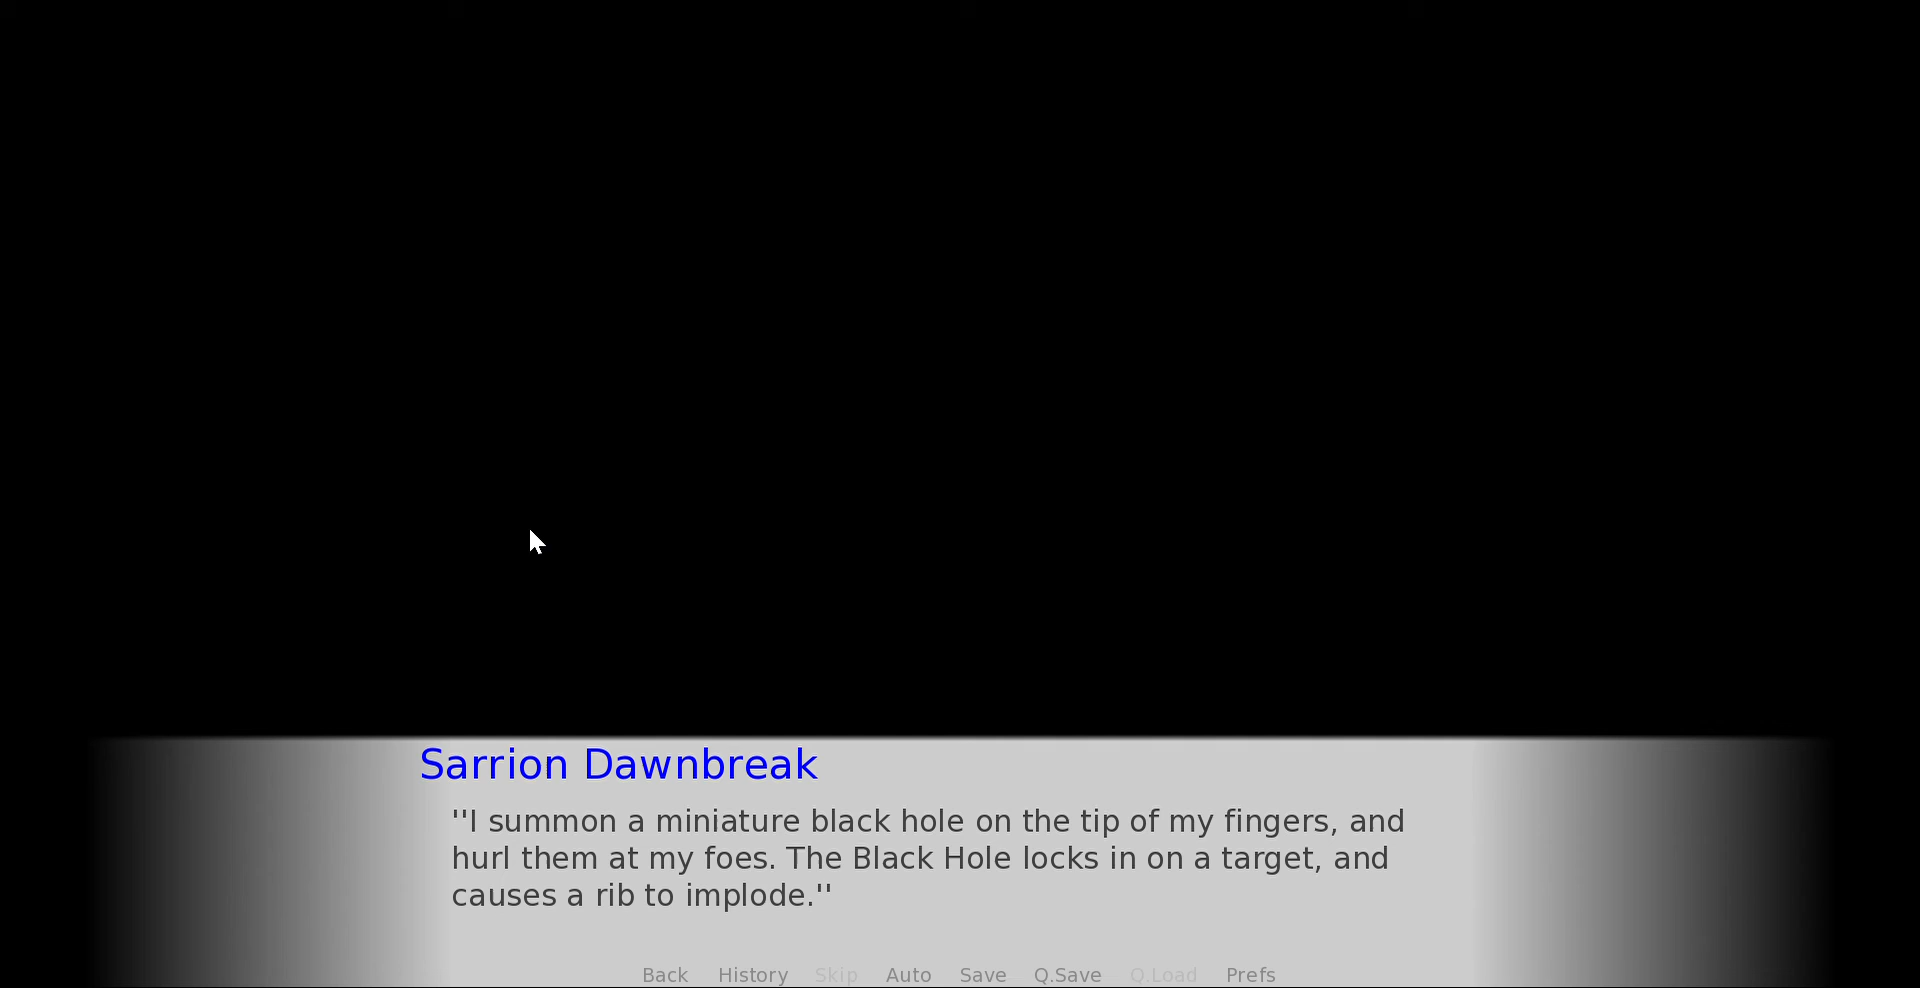 Sarrion Dawnbreak
''I summon a miniature black hole on the tip of my fingers, and
hurl them at my foes. The Black Hole locks in on a target, and
causes a rib to implode.''
Back History Skip Auto Save Q.Save Q.Load Prefs